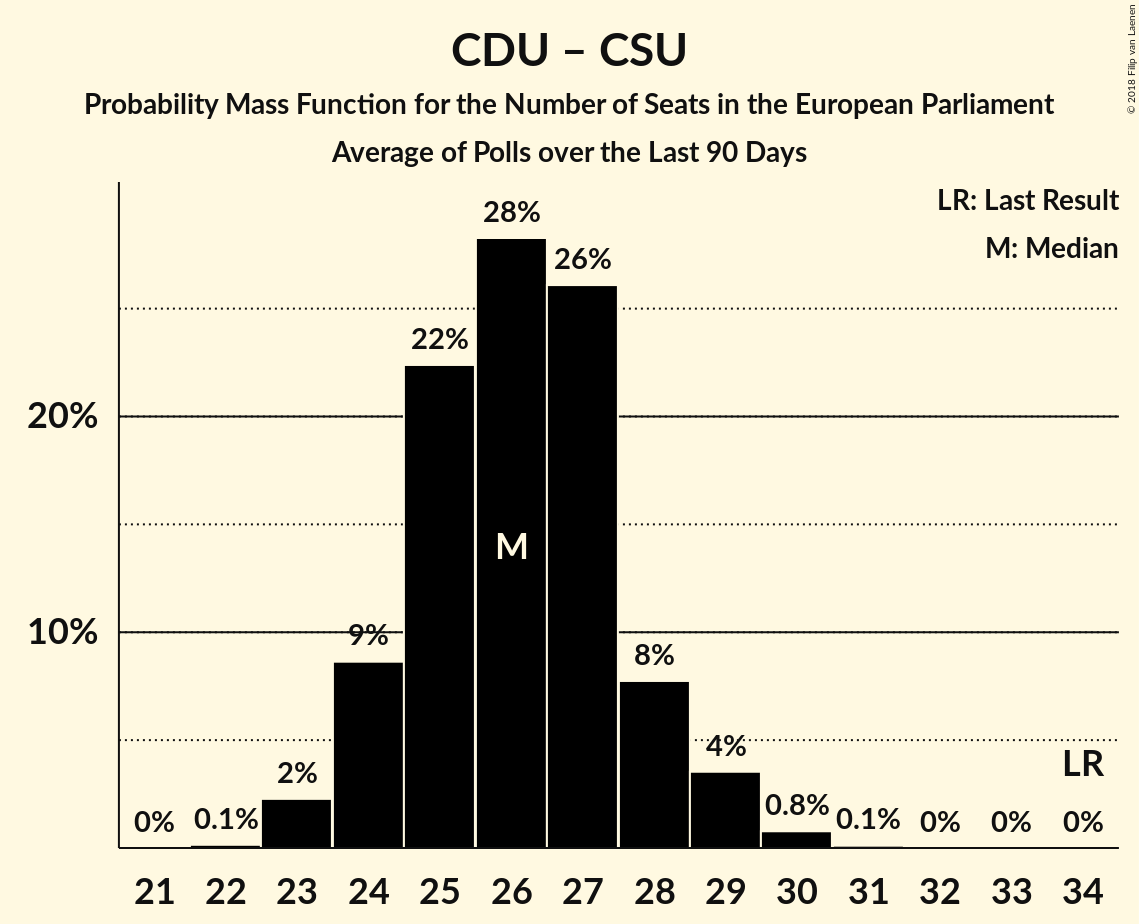 CDU – CSU
Probability Mass Function for the Number of Seats in the European Parliament
Average of Polls over the Last 90 Days
© 2018 Filip van Laenen
LR: Last Result
M: Median
28%
26%
22%
20%
M
10%
9%
8%
4%
LR
2%
0% 0.1% 0.8% 0.1% 0% 0% 0%
21 22 23 24 25 26 27 28 29 30 31 32 33 34